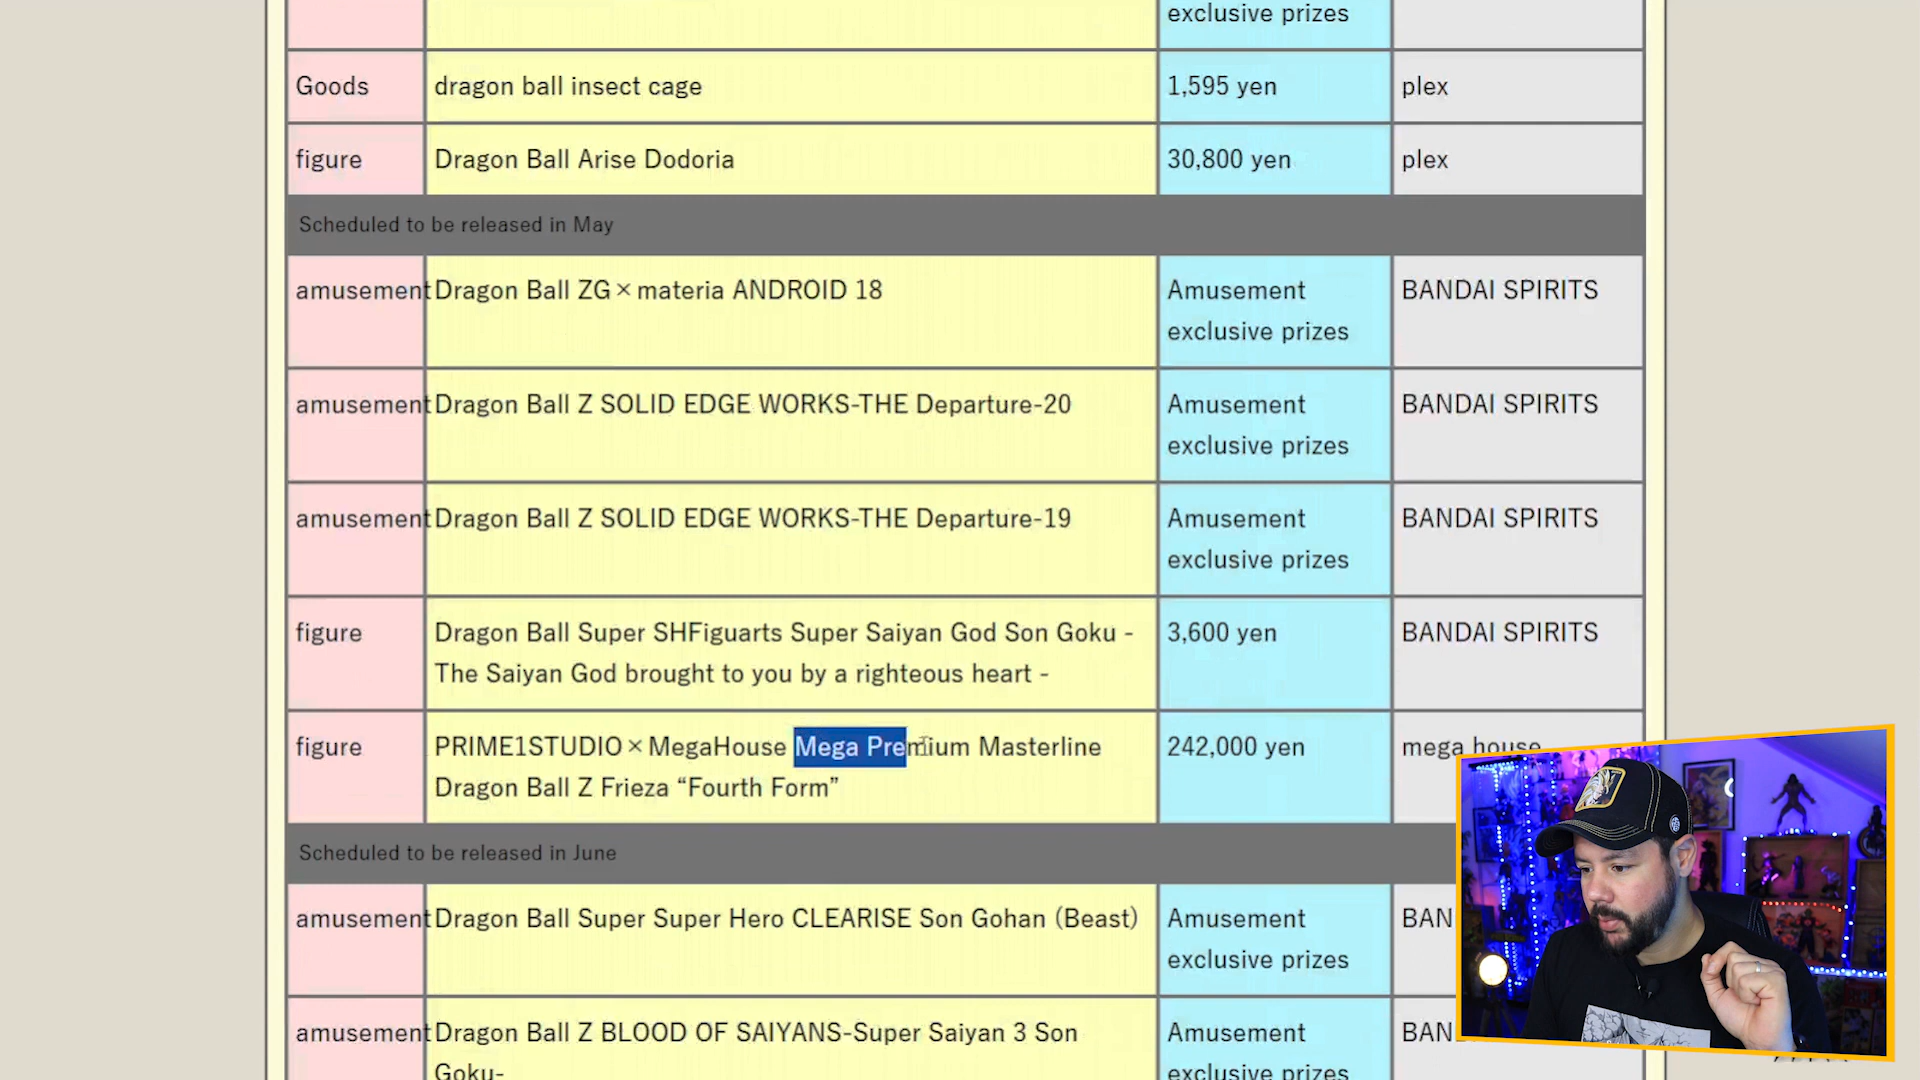 exclusive prizes
Goods dragon ball insect cage 1,595 yen plex
figure Dragon Ball Arise Dodoria 30,800 yen plex
Scheduled to be released in May
amusement Dragon Ball ZG×materia ANDROID 18 Amusement BANDAI SPIRITS
exclusive prizes
amusement Dragon Ball Z SOLID EDGE WORKS-THE Departure-20 Amusement BANDAI SPIRITS
exclusive prizes
amusement Dragon Ball Z SOLID EDGE WORKS-THE Departure-19 Amusement BANDAI SPIRITS
exclusive prizes
figure Dragon Ball Super SHFiguarts Super Saiyan God Son Goku - 3,600 yen BANDAI SPIRITS
The Saiyan God brought to you by a righteous heart -
figure PRIME1STUDIO×MegaHouse Mega Premium Masterline 242,000 yen mega house
Dragon Ball Z Frieza “Fourth Form”
Scheduled to be released in June
amusement Dragon Ball Super Super Hero CLEARISE Son Gohan (Beast) Amusement BAN
exclusive prizes
amusement Dragon Ball Z BLOOD OF SAIYANS-Super Saiyan 3 Son Amusement BAN
Goku- exclusive prizes